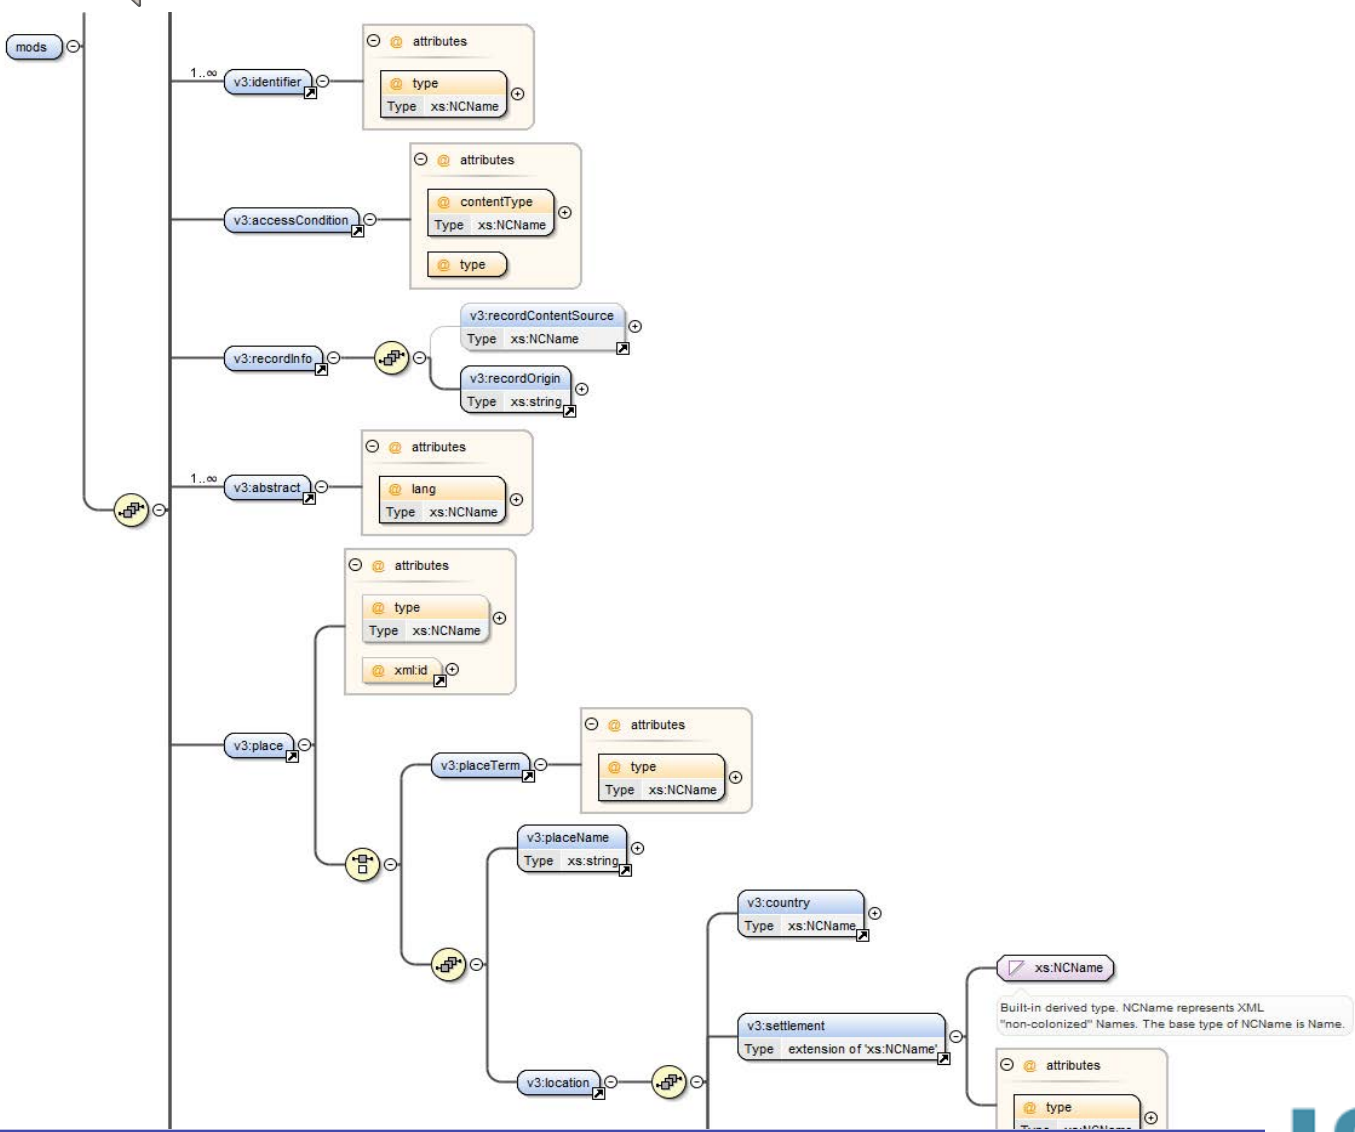 mods
1..∞ v3:identifier
@ attributes
@ type
Type xs:NCName
v3:accessCondition
@ attributes
@ contentType
Type xs:NCName
@ type
v3:recordInfo
v3:recordContentSource
Type xs:NCName
v3:recordOrigin
Type xs:string
1..∞ v3:abstract
@ attributes
@ lang
Type xs:NCName
v3:place
@ attributes
@ type
Type xs:NCName
@ xml:id
v3:placeTerm
@ attributes
@ type
Type xs:NCName
v3:placeName
Type xs:string
v3:location
v3:country
Type xs:NCName
v3:settlement
Type extension of 'xs:NCName'
xs:NCName
Built-in derived type. NCName represents XML
"non-colonized" Names. The base type of NCName is Name.
@ attributes
@ type
Type xs:NCName